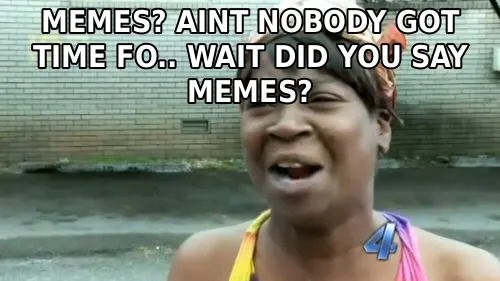 MEMES? AINT NOBODY GOT
TIME FO.. WAIT DID YOU SAY
MEMES?
4